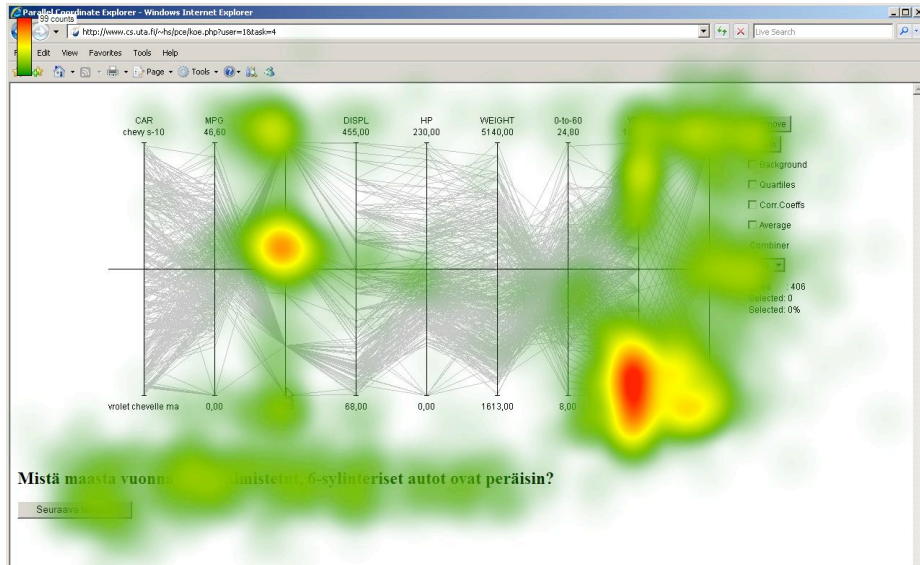 Parallel Coordinate Explorer - Windows Internet Explorer
99 counts
http://www.cs.uta.fi/~hs/pce/koe.php?user=18&task=4
Live Search
Edit View Favorites Tools Help
Page Tools
CAR MPG DISPL HP WEIGHT 0-to-60
chevy s-10 46,60 455,00 230,00 5140,00 24,80
Background
Quartiles
Corr.Coeffs
Average
Combiner
: 406
Selected: 0
Selected: 0%
vrolet chevelle ma 0,00 68,00 0,00 1613,00 8,00
Mistä maasta vuonna 6-sylinteriset autot ovat peräisin?
Seuraava